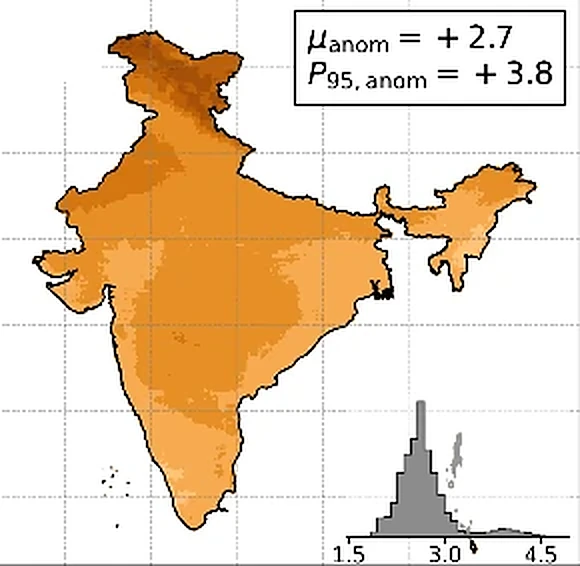 μanom = +2.7
P95, anom = +3.8
1.5 3.0 4.5